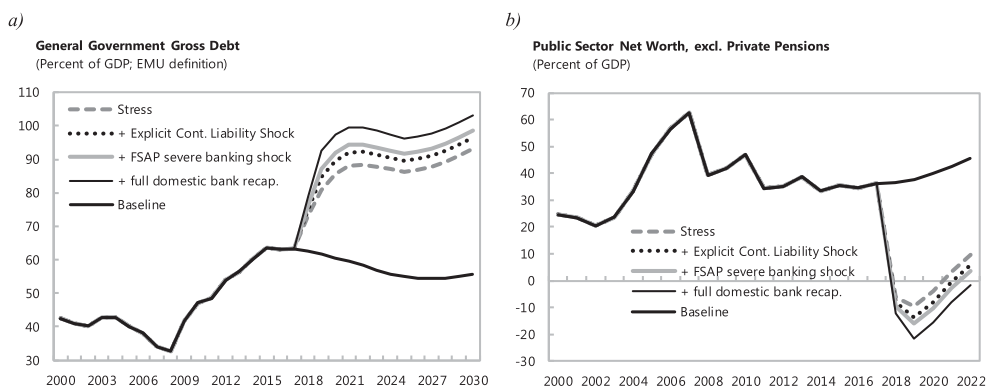 a)
General Government Gross Debt
(Percent of GDP; EMU definition)
110
100
90
80
70
60
50
40
30
Stress
+ Explicit Cont. Liability Shock
+ FSAP severe banking shock
+ full domestic bank recap.
Baseline
2000 2003 2006 2009 2012 2015 2018 2021 2024 2027 2030
b)
Public Sector Net Worth, excl. Private Pensions
(Percent of GDP)
70
60
50
40
30
20
10
0
-10
-20
-30
Stress
+ Explicit Cont. Liability Shock
+ FSAP severe banking shock
+ full domestic bank recap.
Baseline
2000 2002 2004 2006 2008 2010 2012 2014 2016 2018 2020 2022